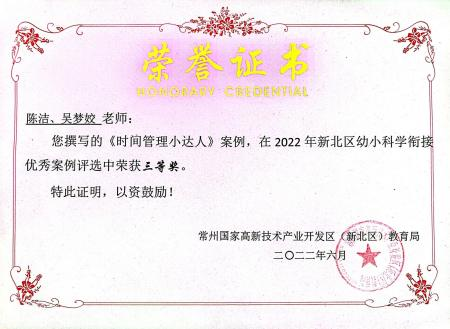 荣誉证书
HONORARY CREDENTIAL
陈洁、吴梦姣 老师：
您撰写的《时间管理小达人》案例，在 2022 年新北区幼小科学衔接
优秀案例评选中荣获三等奖。
特此证明，以资鼓励！
常州国家高新技术产业开发区（新北区）教育局
二〇二二年六月